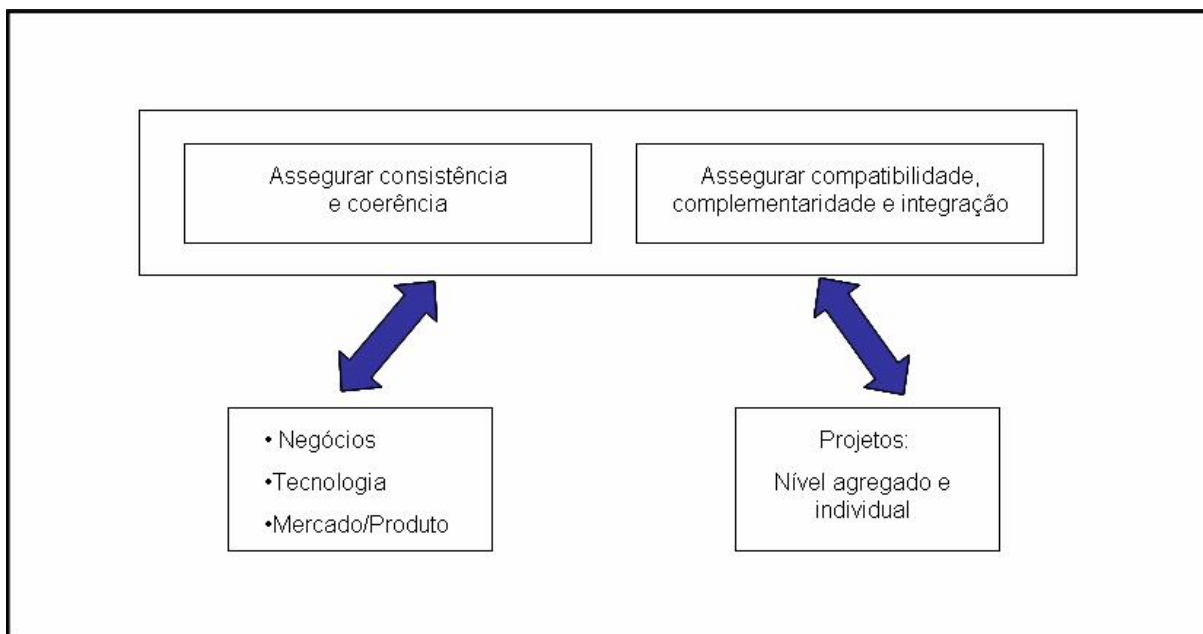 Assegurar consistência
e coerência
Assegurar compatibilidade,
complementaridade e integração
• Negócios
•Tecnologia
•Mercado/Produto
Projetos:
Nível agregado e
individual